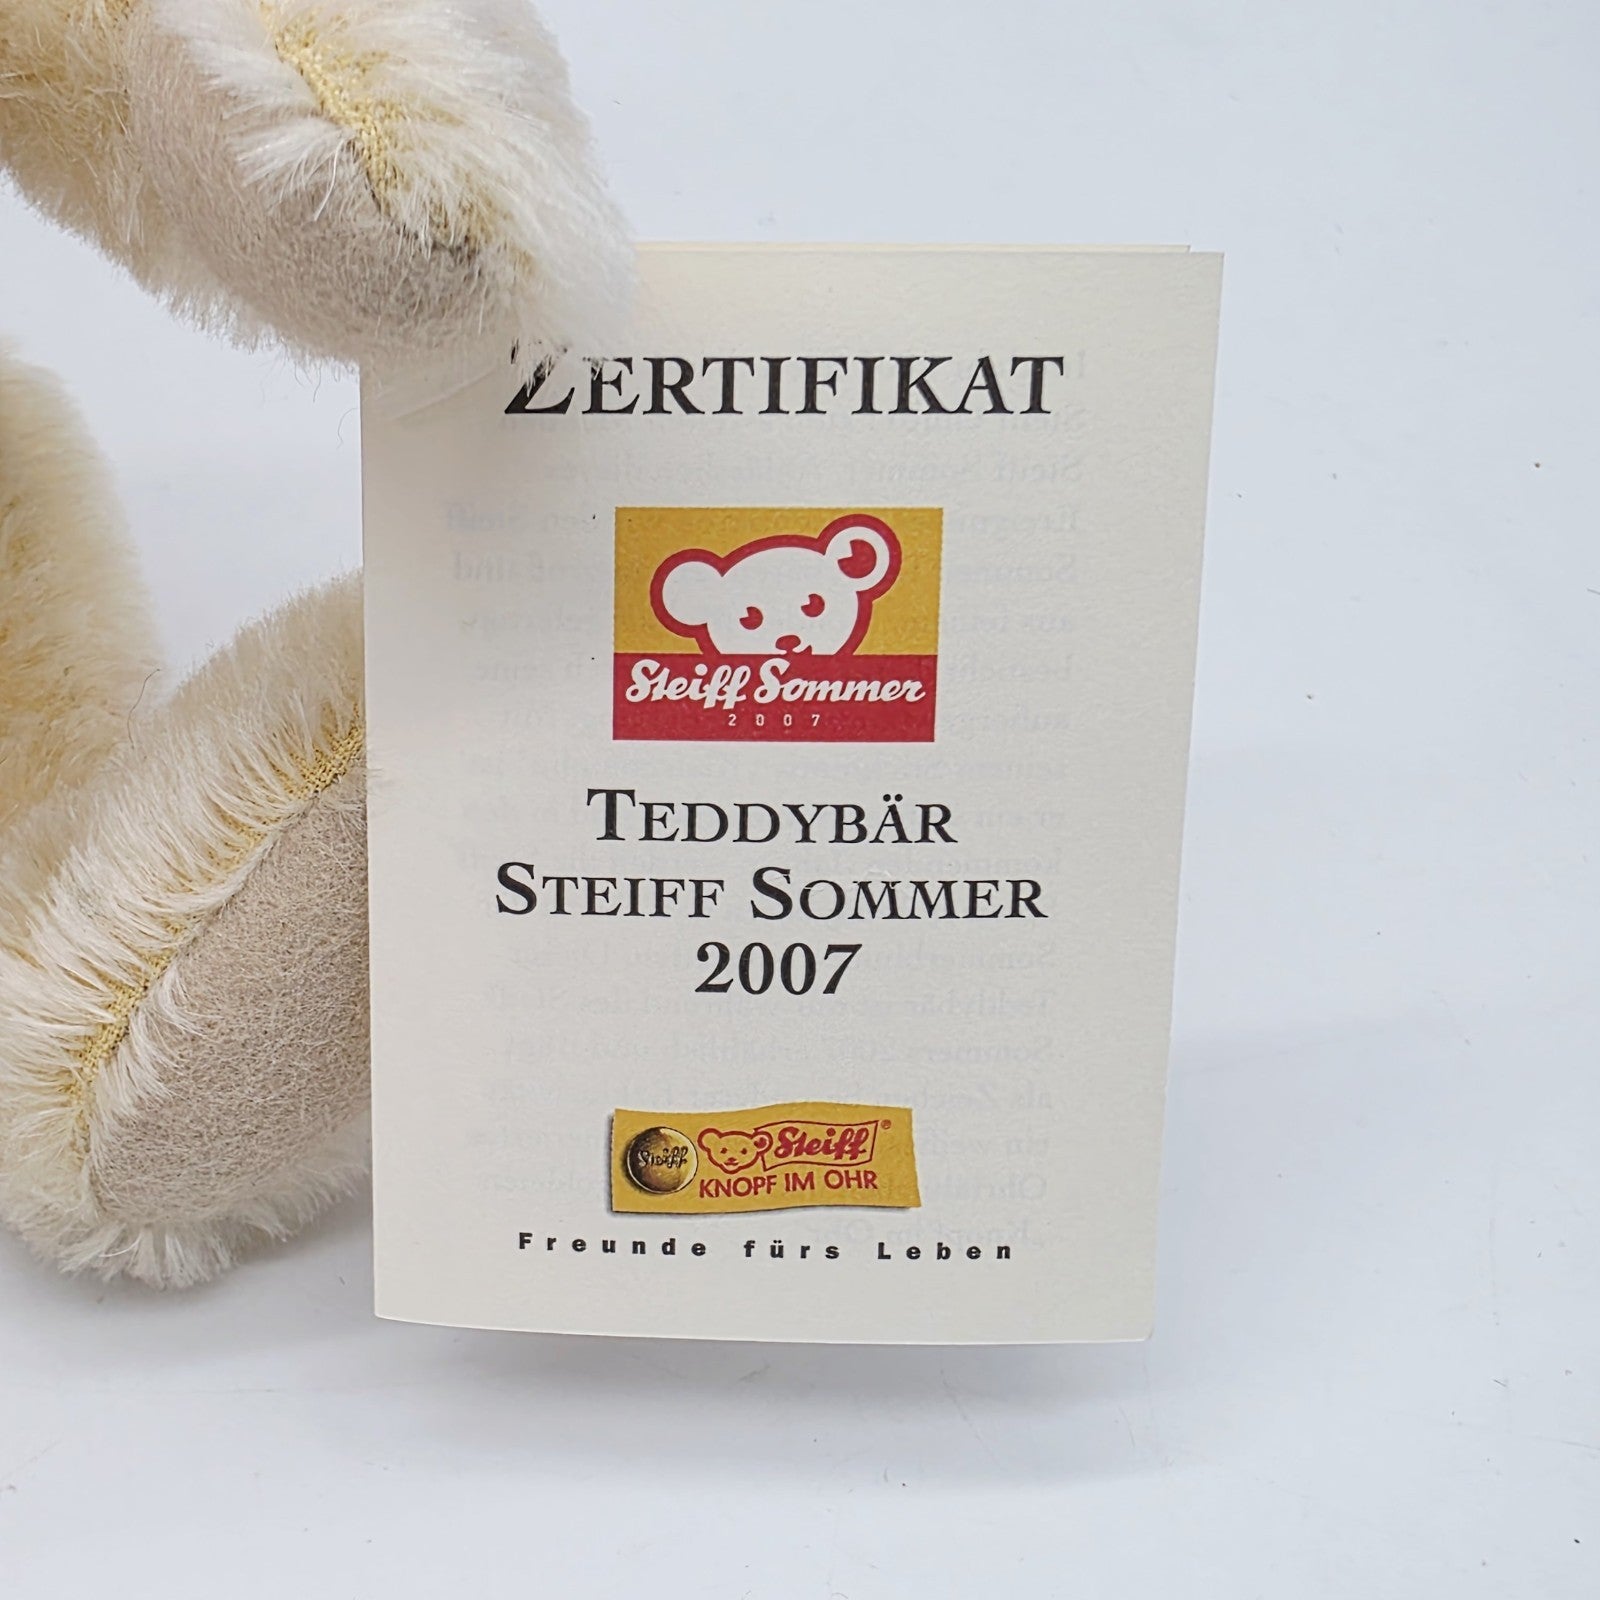 ZERTIFIKAT
Steiff Sommer
2007
TEDDYBÄR
STEIFF SOMMER
2007
Steiff
Steiff®
KNOPF IM OHR
Freunde fürs Leben